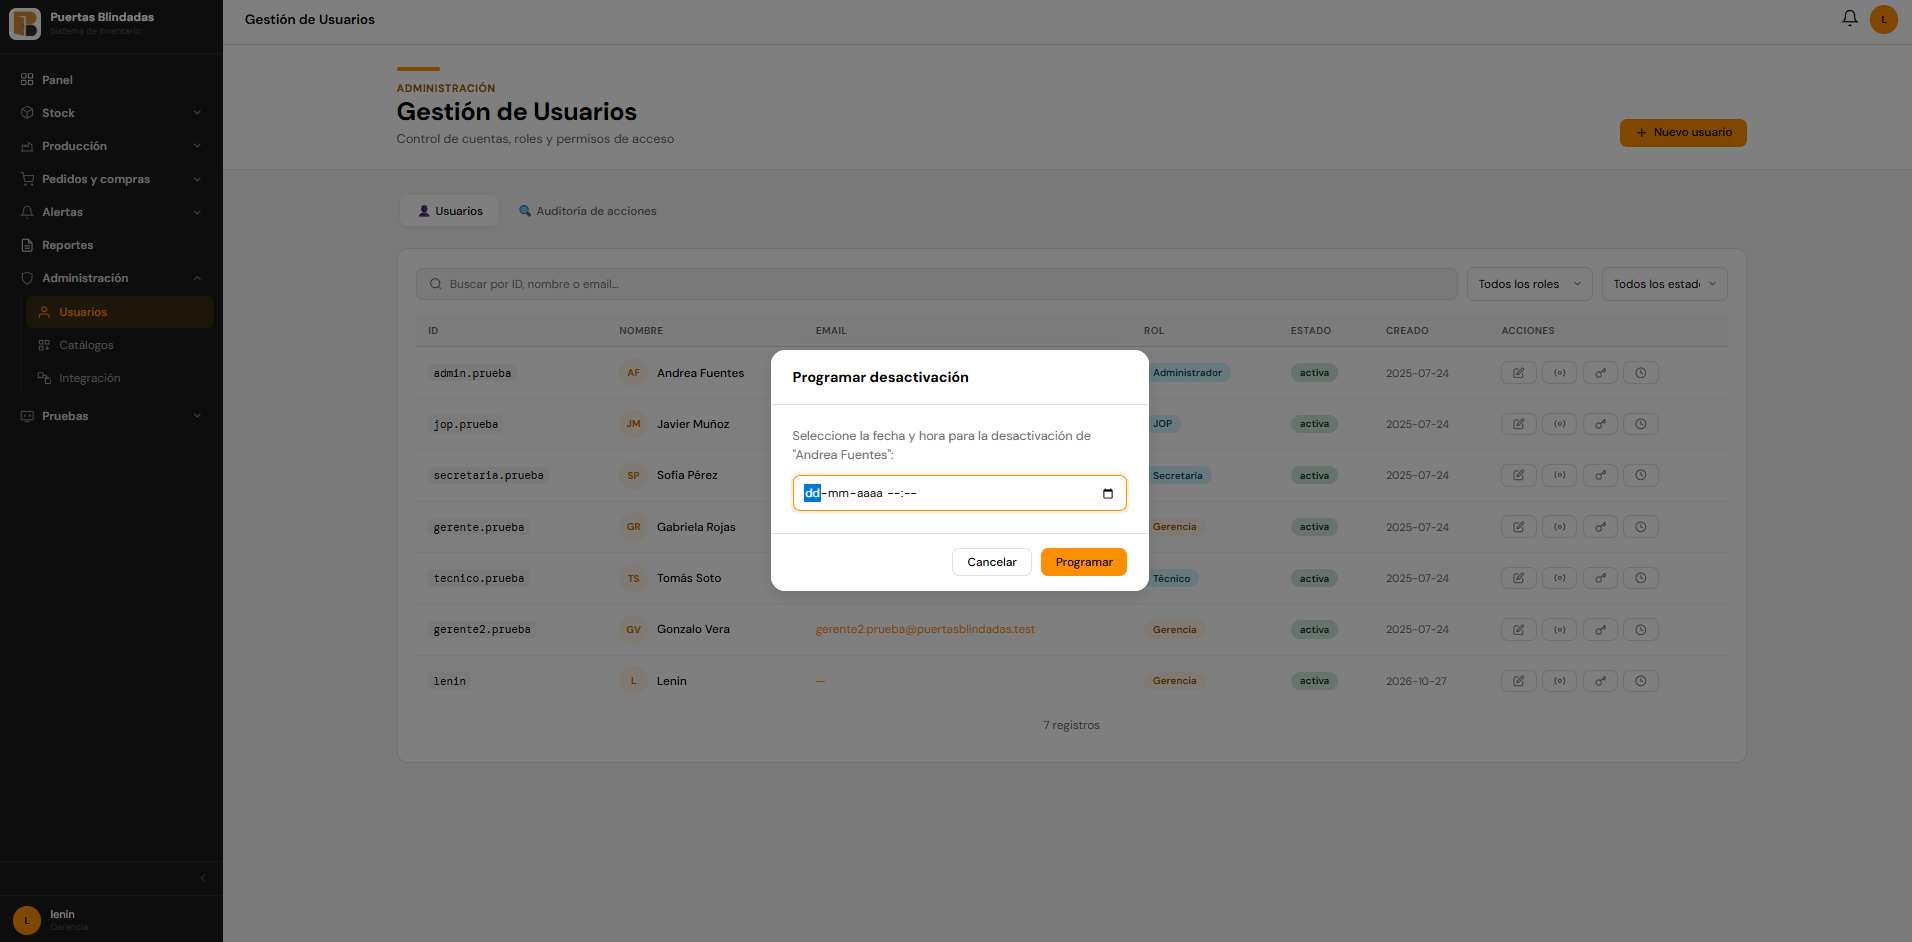 Puertas Blindadas
Sistema de Inventario
Gestión de Usuarios
L
Panel
Stock
Producción
Pedidos y compras
Alertas
Reportes
Administración
Usuarios
Catálogos
Integración
Pruebas
lenin
Gerencia
L
ADMINISTRACIÓN
Gestión de Usuarios
Control de cuentas, roles y permisos de acceso
+ Nuevo usuario
Usuarios
Auditoría de acciones
Buscar por ID, nombre o email...
Todos los roles
Todos los estad
ID NOMBRE EMAIL ROL ESTADO CREADO ACCIONES
admin.prueba AF Andrea Fuentes Administrador activa 2025-07-24
jop.prueba JM Javier Muñoz JOP activa 2025-07-24
secretaria.prueba SP Sofía Pérez Secretaria activa 2025-07-24
gerente.prueba GR Gabriela Rojas Gerencia activa 2025-07-24
tecnico.prueba TS Tomás Soto Técnico activa 2025-07-24
gerente2.prueba GV Gonzalo Vera gerente2.prueba@puertasblindadas.test Gerencia activa 2025-07-24
lenin L Lenin — Gerencia activa 2026-10-27
7 registros
Programar desactivación
Seleccione la fecha y hora para la desactivación de
"Andrea Fuentes":
dd-mm-aaaa --:--
Cancelar
Programar